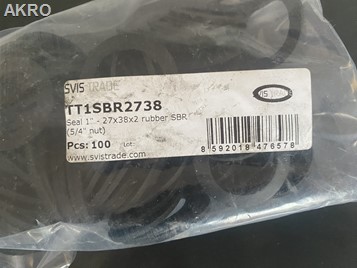 AKRO
SVIS TRADE
TT1SBR2738
Seal 1" - 27x38x2 rubber SBR
(5/4" nut)
Pcs: 100 Lot:
www.svistrade.com
8 592018 476578